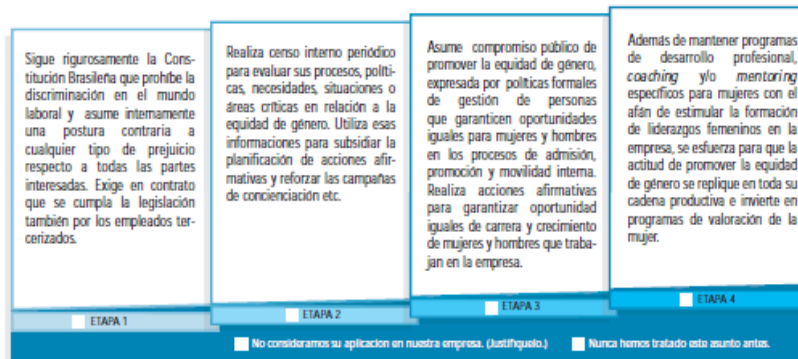 Sigue rigurosamente la Cons-
titución Brasileña que prohíbe la
discriminación en el mundo
laboral y asume internamente
una postura contraria a
cualquier tipo de prejuicio
respecto a todas las partes
interesadas. Exige en contrato
que se cumpla la legislación
también por los empleados ter-
cerizados.
ETAPA 1
Realiza censo interno periódico
para evaluar sus procesos, políti-
cas, necesidades, situaciones o
áreas críticas en relación a la
equidad de género. Utiliza esas
informaciones para subsidiar la
planificación de acciones afir-
mativas y reforzar las campañas
de concienciación etc.
ETAPA 2
Asume compromiso público de
promover la equidad de género,
expresada por políticas formales
de gestión de personas
que garanticen oportunidades
iguales para mujeres y hombres
en los procesos de admisión,
promoción y movilidad interna.
Realiza acciones afirmativas
para garantizar oportunidad
iguales de carrera y crecimiento
de mujeres y hombres que traba-
jan en la empresa.
ETAPA 3
Además de mantener programas
de desarrollo profesional,
coaching y/o mentoring
específicos para mujeres con el
afán de estimular la formación
de liderazgos femeninos en la
empresa, se esfuerza para que la
actitud de promover la equidad
de género se replique en toda su
cadena productiva e invierte en
programas de valoración de la
mujer.
ETAPA 4
No consideramos su aplicacion en nuestra empresa. (Justifíquelo.)
Nunca hemos tratado este asunto antes.